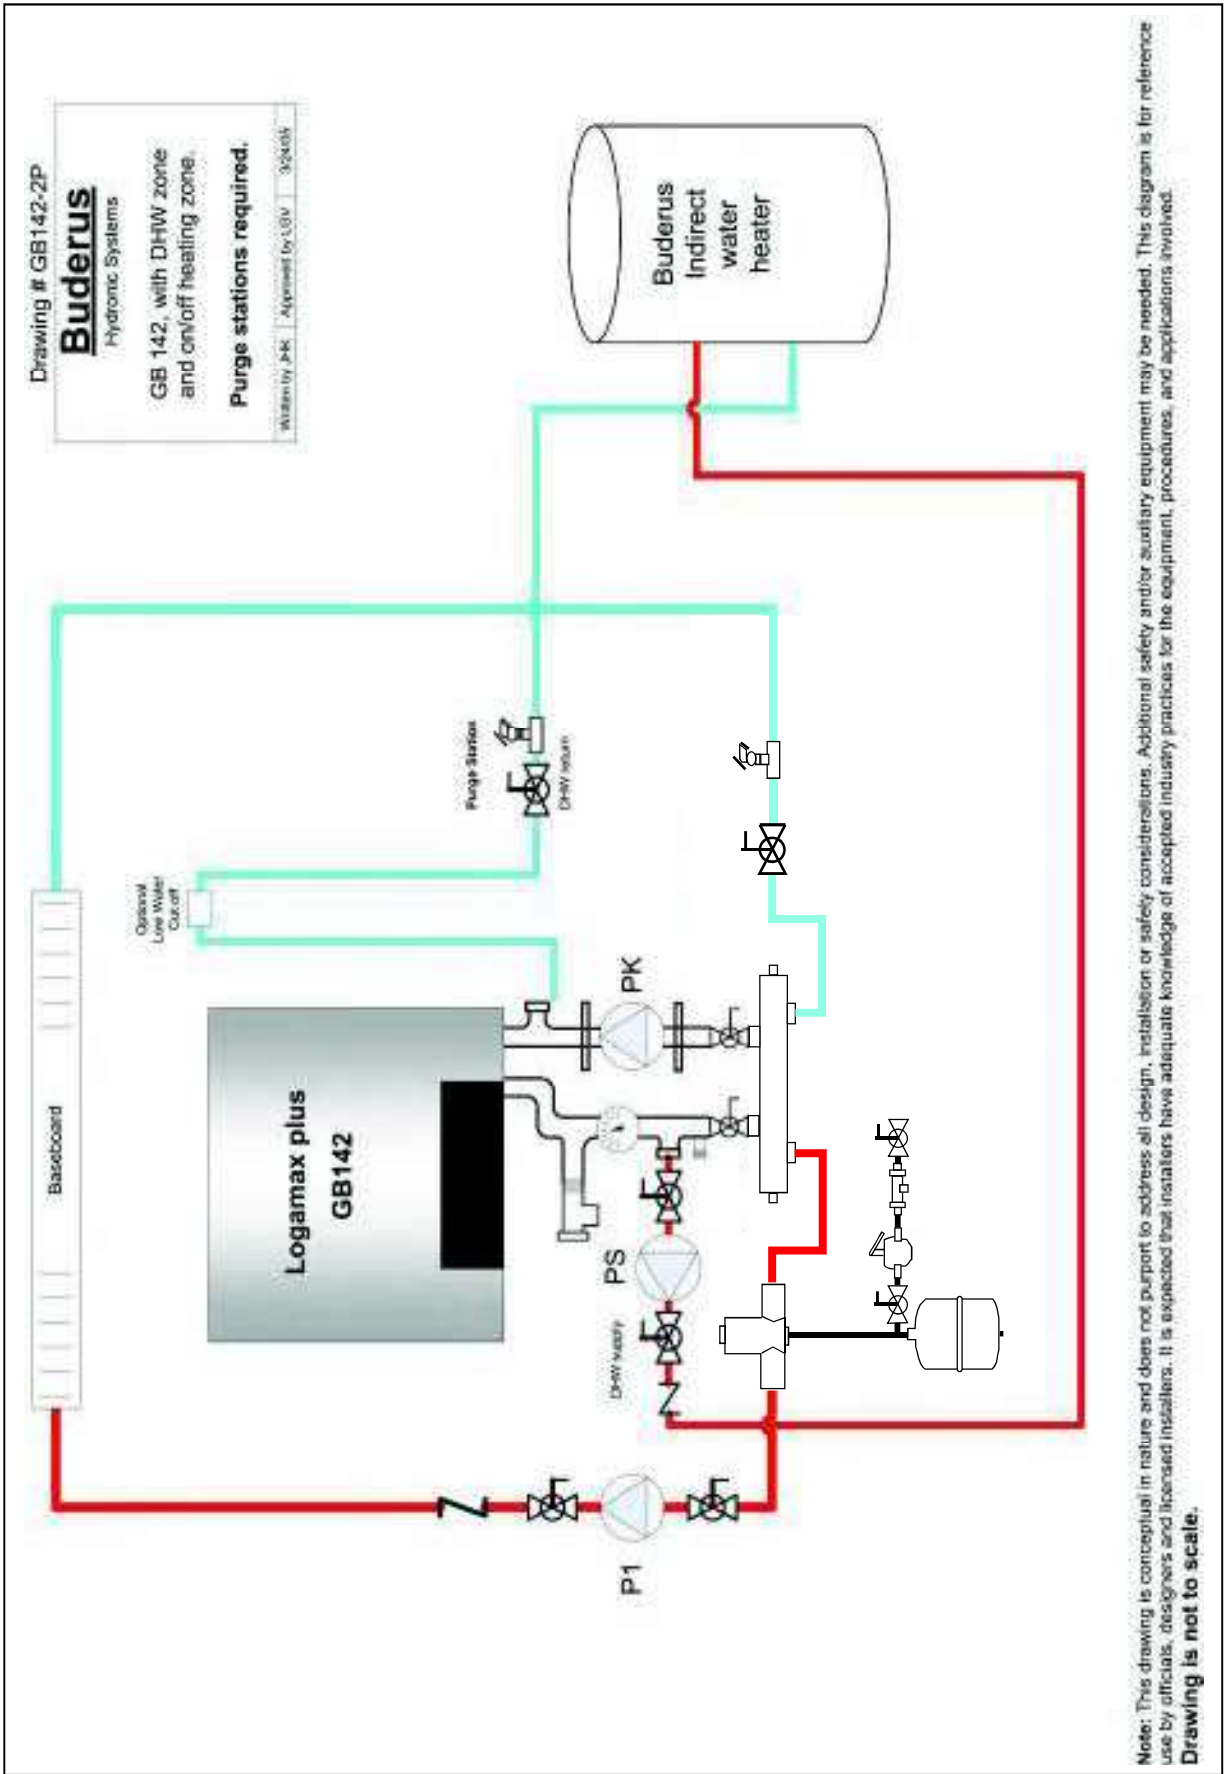 Drawing # GB142-2P
Buderus
Hydronic Systems
GB 142, with DHW zone
and on/off heating zone.
Purge stations required.
Written by JHK
Approved by LGV
3/24/05
Baseboard
Optional
Low Water
Cut off
Logamax plus
GB142
Purge Station
DHW return
Buderus
Indirect
water
heater
PK
PS
DHW supply
P1
Note: This drawing is conceptual in nature and does not purport to address all design, installation or safety considerations. Additional safety and/or auxiliary equipment may be needed. This diagram is for reference
use by officials, designers and licensed installers. It is expected that installers have adequate knowledge of accepted industry practices for the equipment, procedures, and applications involved.
Drawing is not to scale.